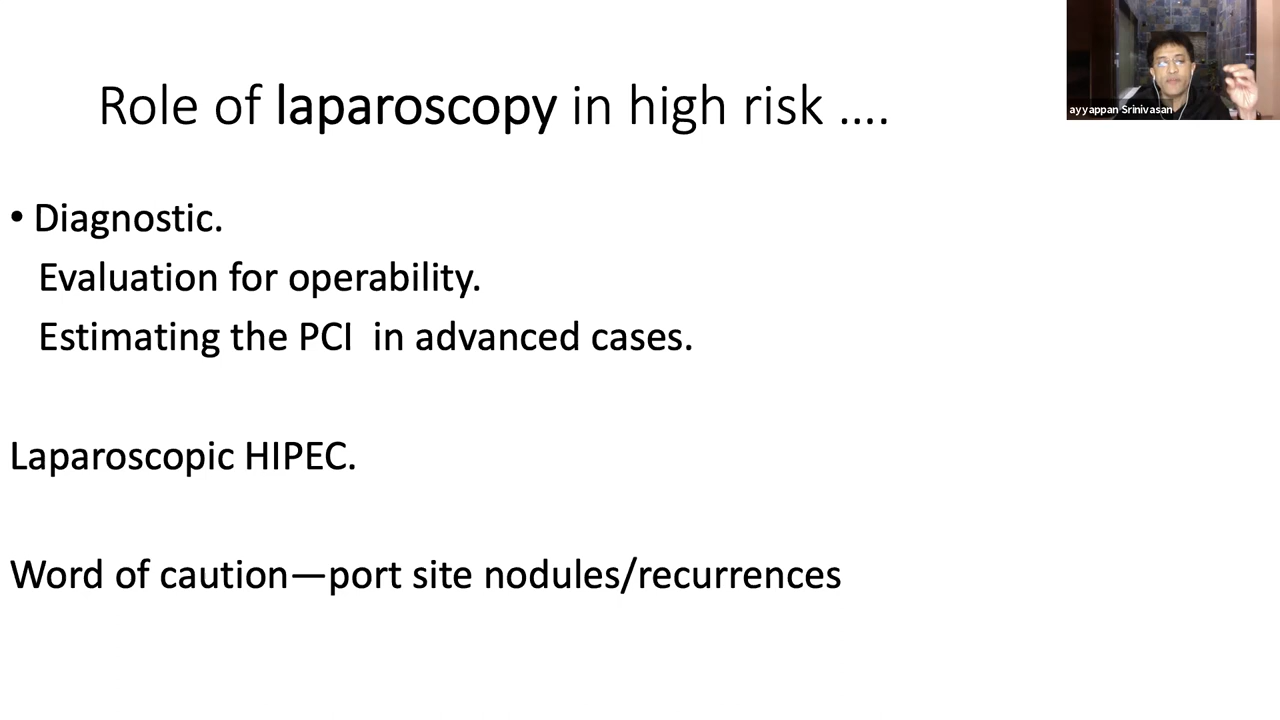 Role of laparoscopy in high risk ....
ayyappan Srinivasan
• Diagnostic.
Evaluation for operability.
Estimating the PCI in advanced cases.
Laparoscopic HIPEC.
Word of caution—port site nodules/recurrences